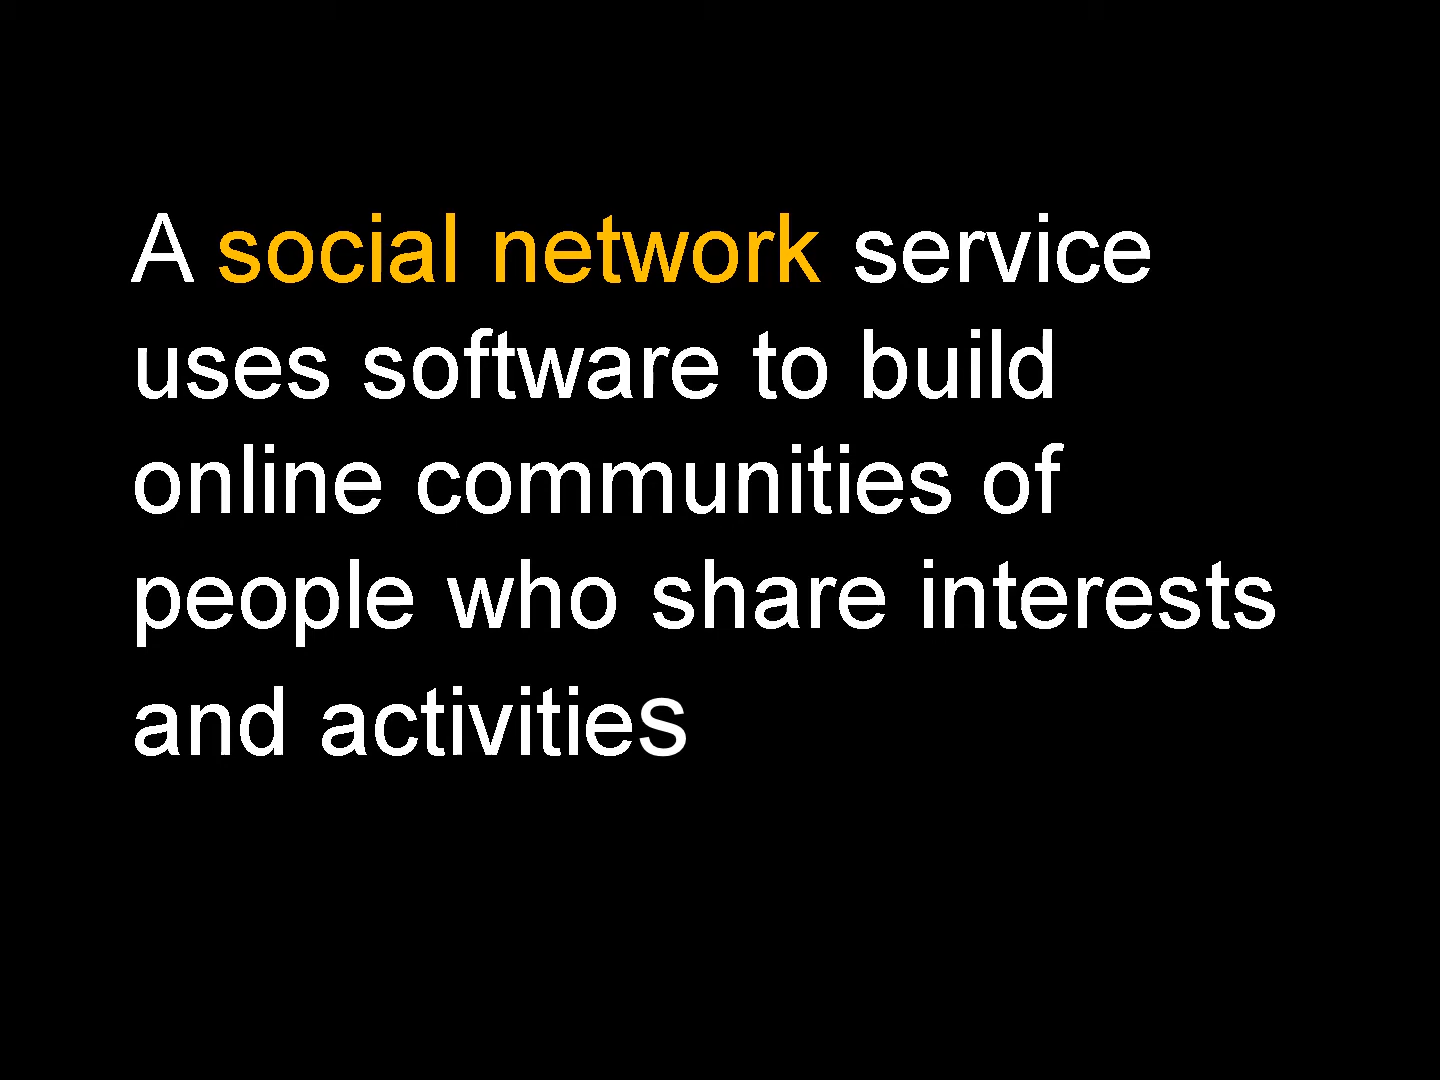 A social network service
uses software to build
online communities of
people who share interests
and activities